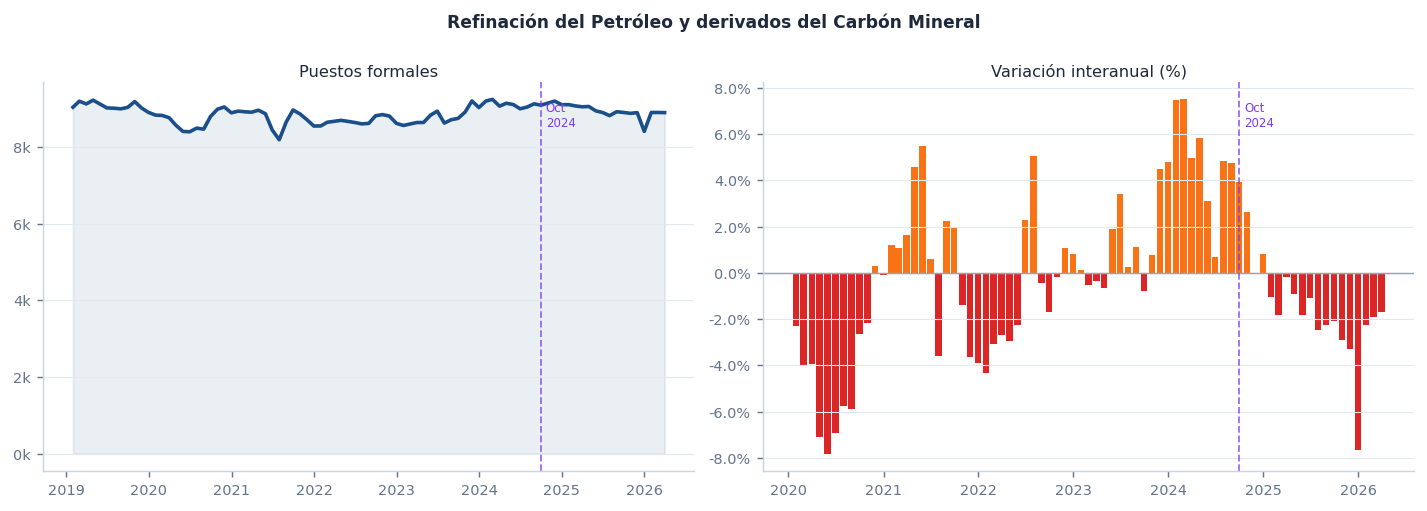 Refinación del Petróleo y derivados del Carbón Mineral
Puestos formales
8k
6k
4k
2k
0k
Oct
2024
2019
2020
2021
2022
2023
2024
2025
2026
Variación interanual (%)
8.0%
6.0%
4.0%
2.0%
0.0%
-2.0%
-4.0%
-6.0%
-8.0%
Oct
2024
2020
2021
2022
2023
2024
2025
2026